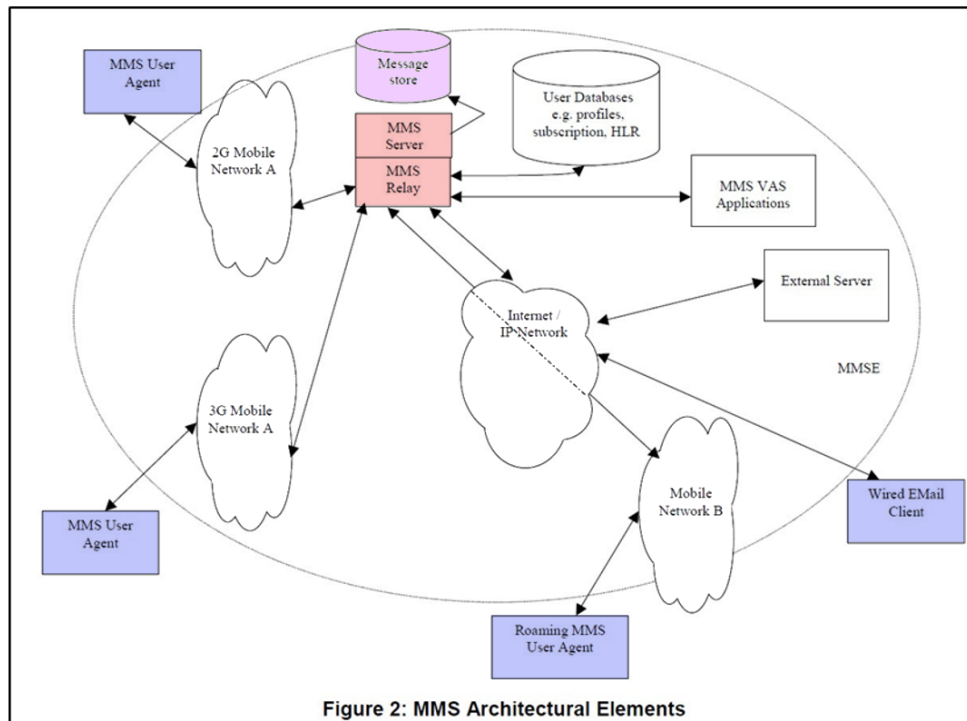 MMS User
Agent
Message
store
User Databases
e.g. profiles,
subscription, HLR
MMS
Server
2G Mobile
Network A
MMS
Relay
MMS VAS
Applications
External Server
Internet /
IP Network
MMSE
3G Mobile
Network A
Mobile
Network B
Wired EMail
Client
MMS User
Agent
Roaming MMS
User Agent
Figure 2: MMS Architectural Elements